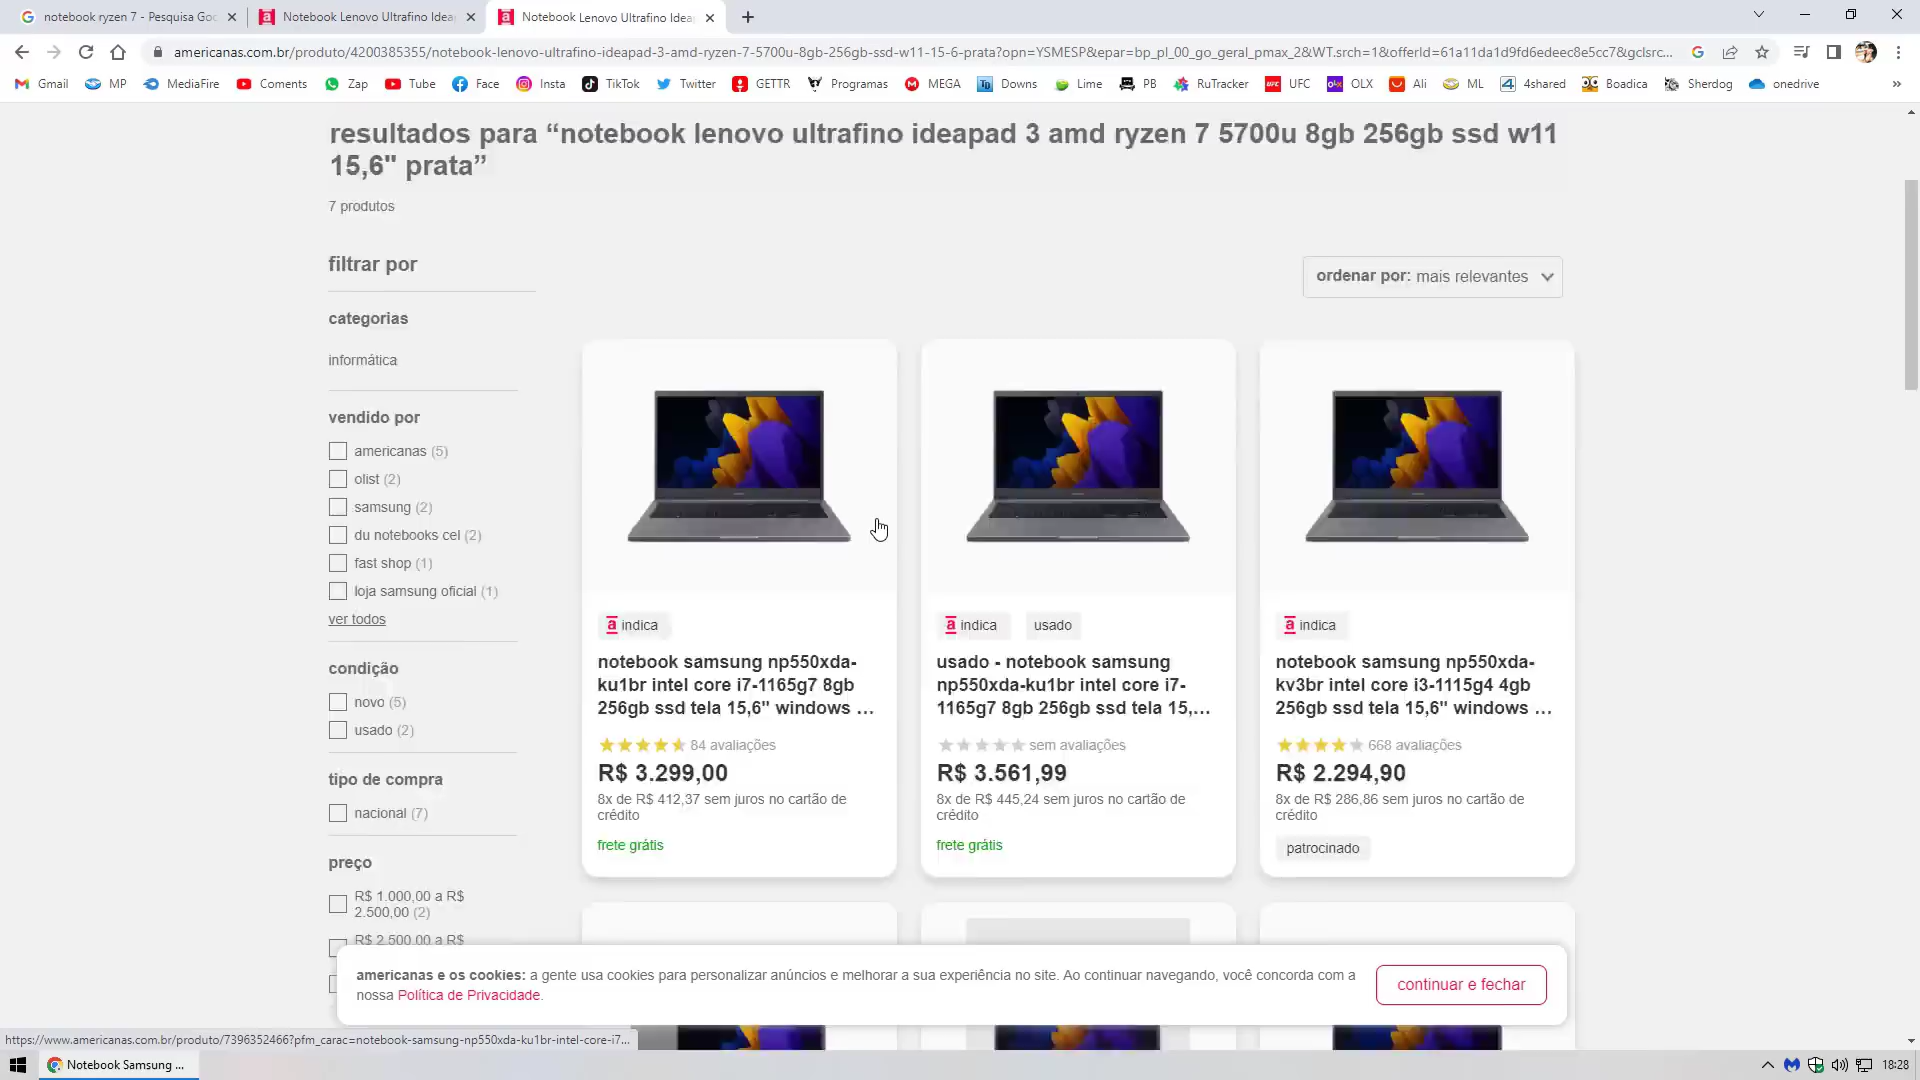 notebook ryzen 7 - Pesquisa Goo
Notebook Lenovo Ultrafino Idea
Notebook Lenovo Ultrafino Idea
americanas.com.br/produto/4200385355/notebook-lenovo-ultrafino-ideapad-3-amd-ryzen-7-5700u-8gb-256gb-ssd-w11-15-6-prata?opn=YSMESP&epar=bp_pl_00_go_geral_pmax_2&WT.srch=1&offerId=61a11da1d9fd6edeec8e5cc7&gclsrc...
Gmail MP MediaFire Coments Zap Tube Face Insta TikTok Twitter GETTR Programas MEGA Downs Lime PB RuTracker UFC OLX Ali ML 4shared Boadica Sherdog onedrive »
resultados para “notebook lenovo ultrafino ideapad 3 amd ryzen 7 5700u 8gb 256gb ssd w11
15,6" prata”
7 produtos
filtrar por
ordenar por: mais relevantes
categorias
informática
vendido por
americanas (5)
olist (2)
samsung (2)
du notebooks cel (2)
fast shop (1)
loja samsung oficial (1)
ver todos
condição
novo (5)
usado (2)
tipo de compra
nacional (7)
preço
R$ 1.000,00 a R$
2.500,00 (2)
R$ 2.500,00 a R$
a indica
notebook samsung np550xda-
ku1br intel core i7-1165g7 8gb
256gb ssd tela 15,6" windows ...
84 avaliações
R$ 3.299,00
8x de R$ 412,37 sem juros no cartão de
crédito
frete grátis
a indica usado
usado - notebook samsung
np550xda-ku1br intel core i7-
1165g7 8gb 256gb ssd tela 15,...
sem avaliações
R$ 3.561,99
8x de R$ 445,24 sem juros no cartão de
crédito
frete grátis
a indica
notebook samsung np550xda-
kv3br intel core i3-1115g4 4gb
256gb ssd tela 15,6" windows ...
668 avaliações
R$ 2.294,90
8x de R$ 286,86 sem juros no cartão de
crédito
patrocinado
americanas e os cookies: a gente usa cookies para personalizar anúncios e melhorar a sua experiência no site. Ao continuar navegando, você concorda com a
nossa Política de Privacidade.
continuar e fechar
https://www.americanas.com.br/produto/7396352466?pfm_carac=notebook-samsung-np550xda-ku1br-intel-core-i7...
Notebook Samsung ...
18:28